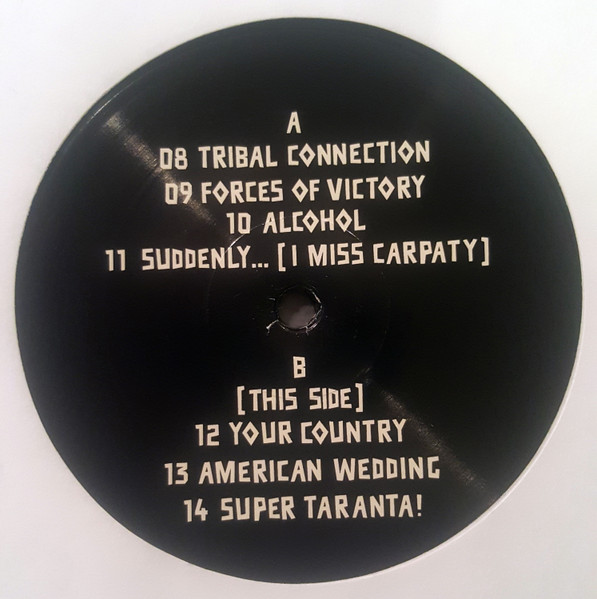 A
08 TRIBAL CONNECTION
09 FORCES OF VICTORY
10 ALCOHOL
11 SUDDENLY... [I MISS CARPATY]
B
[THIS SIDE]
12 YOUR COUNTRY
13 AMERICAN WEDDING
14 SUPER TARANTA!